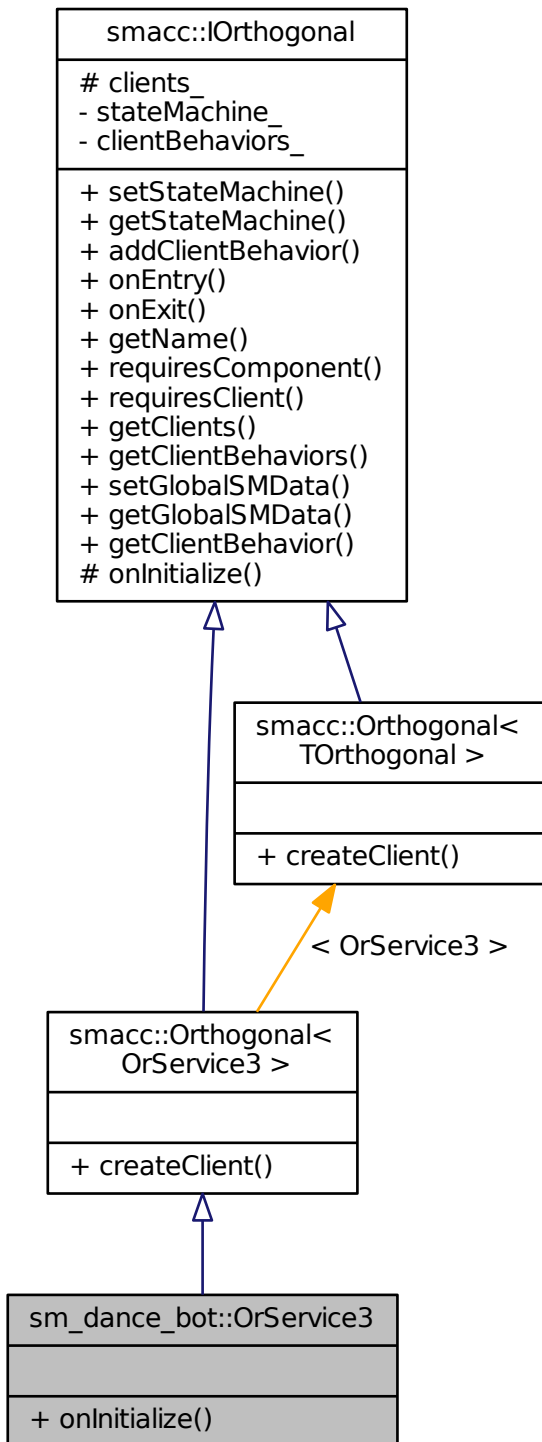 smacc::IOrthogonal
# clients_
- stateMachine_
- clientBehaviors_
+ setStateMachine()
+ getStateMachine()
+ addClientBehavior()
+ onEntry()
+ onExit()
+ getName()
+ requiresComponent()
+ requiresClient()
+ getClients()
+ getClientBehaviors()
+ setGlobalSMData()
+ getGlobalSMData()
+ getClientBehavior()
# onInitialize()
smacc::Orthogonal<
TOrthogonal >
+ createClient()
< OrService3 >
smacc::Orthogonal<
OrService3 >
+ createClient()
sm_dance_bot::OrService3
+ onInitialize()